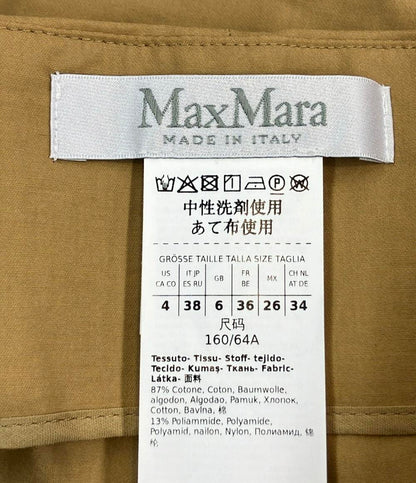 MaxMara
MADE IN ITALY
中性洗剤使用
あて布使用
GRÖSSE TAILLE TALLA SIZE TAGLIA
US CA CO IT JP ES RU GB FR BE MX CH NL AT DE
4 38 6 36 26 34
尺码
160/64A
Tessuto- Tissu- Stoff- tejido-
Tecido- Kumaş- Ткань- Fabric-
Látka- 面料
87% Cotone, Coton, Baumwolle,
algodon, Algodao, Pamuk, Хлопок,
Cotton, Bavlna, 棉
13% Poliammide, Polyamide,
Polyamid, nailon, Nylon, Полиамид, 锦